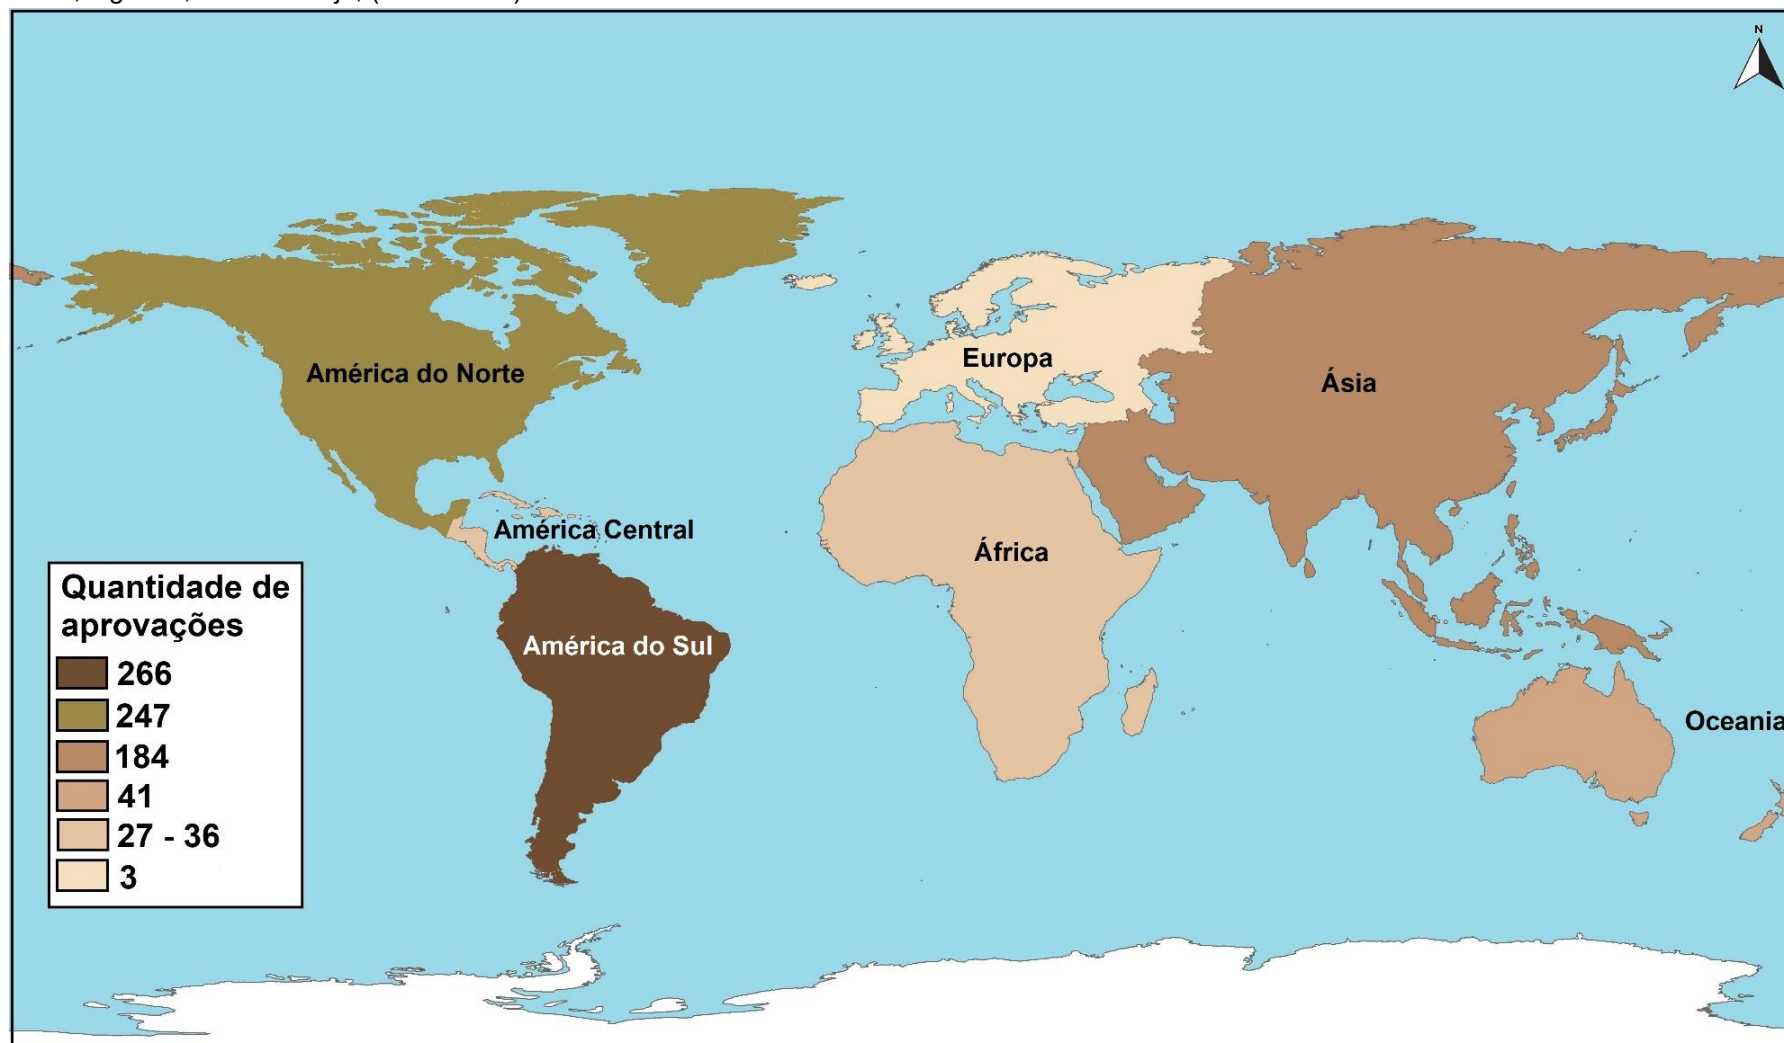 N
América do Norte
Europa
Ásia
América Central
África
América do Sul
Oceania
Quantidade de
aprovações
266
247
184
41
27 - 36
3